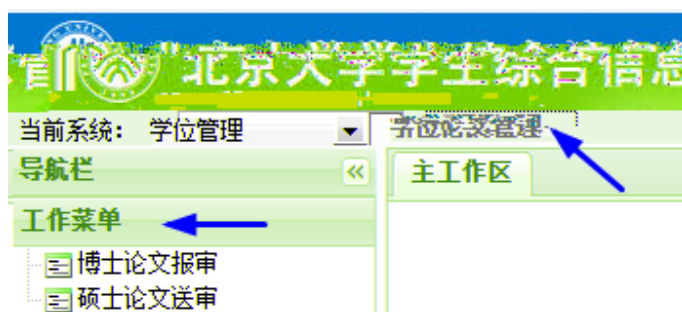 北京大学学生综合信息
当前系统： 学位管理 学位论文管理
导航栏 主工作区
工作菜单
博士论文报审
硕士论文送审